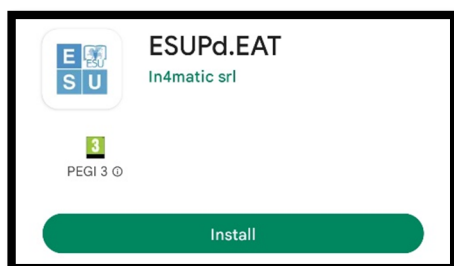 E ESU
S U
ESUPd.EAT
In4matic srl
3
PEGI 3
Install